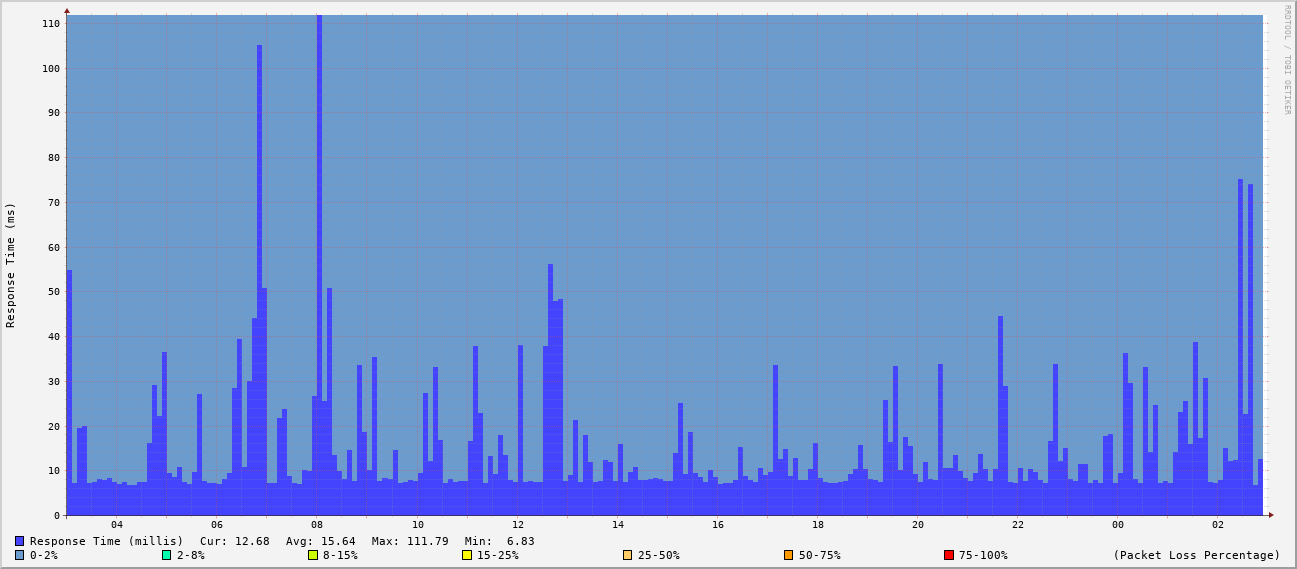 RRDTOOL / TOBI OETIKER
Response Time (ms)
110
100
90
80
70
60
50
40
30
20
10
0
04 06 08 10 12 14 16 18 20 22 00 02
Response Time (millis) Cur: 12.68 Avg: 15.64 Max: 111.79 Min: 6.83
0-2% 2-8% 8-15% 15-25% 25-50% 50-75% 75-100% (Packet Loss Percentage)